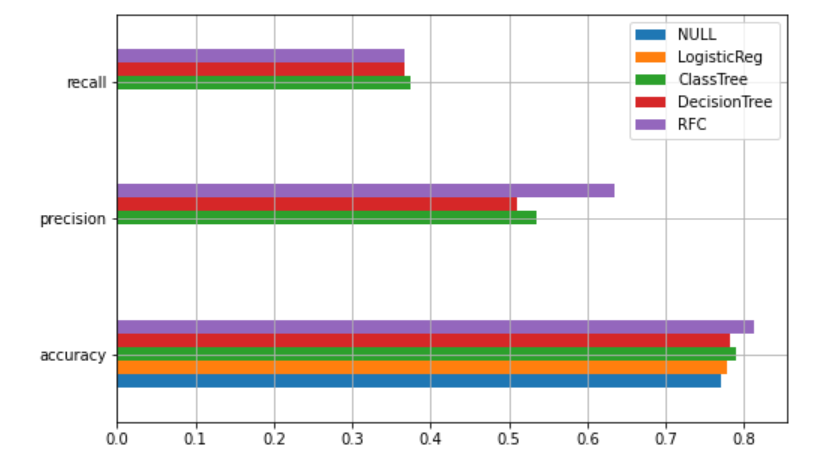 NULL
LogisticReg
ClassTree
DecisionTree
RFC
recall
precision
accuracy
0.0 0.1 0.2 0.3 0.4 0.5 0.6 0.7 0.8